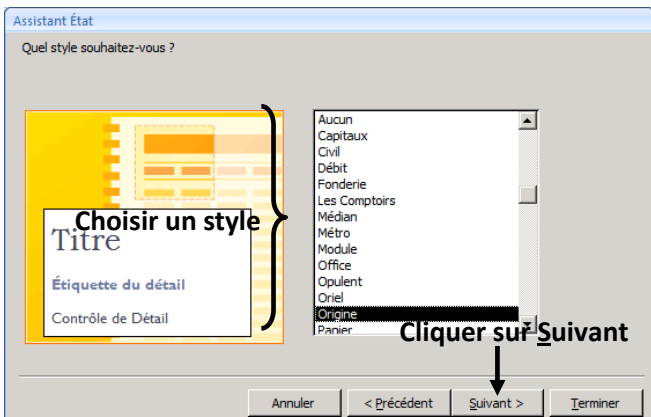 Assistant État
Quel style souhaitez-vous ?
Choisir un style
Titre
Étiquette du détail
Contrôle de Détail
Aucun
Capitaux
Civil
Débit
Fonderie
Les Comptoirs
Médian
Métro
Module
Office
Opulent
Oriel
Origine
Panier
Cliquer sur Suivant
Annuler
< Précédent
Suivant >
Terminer